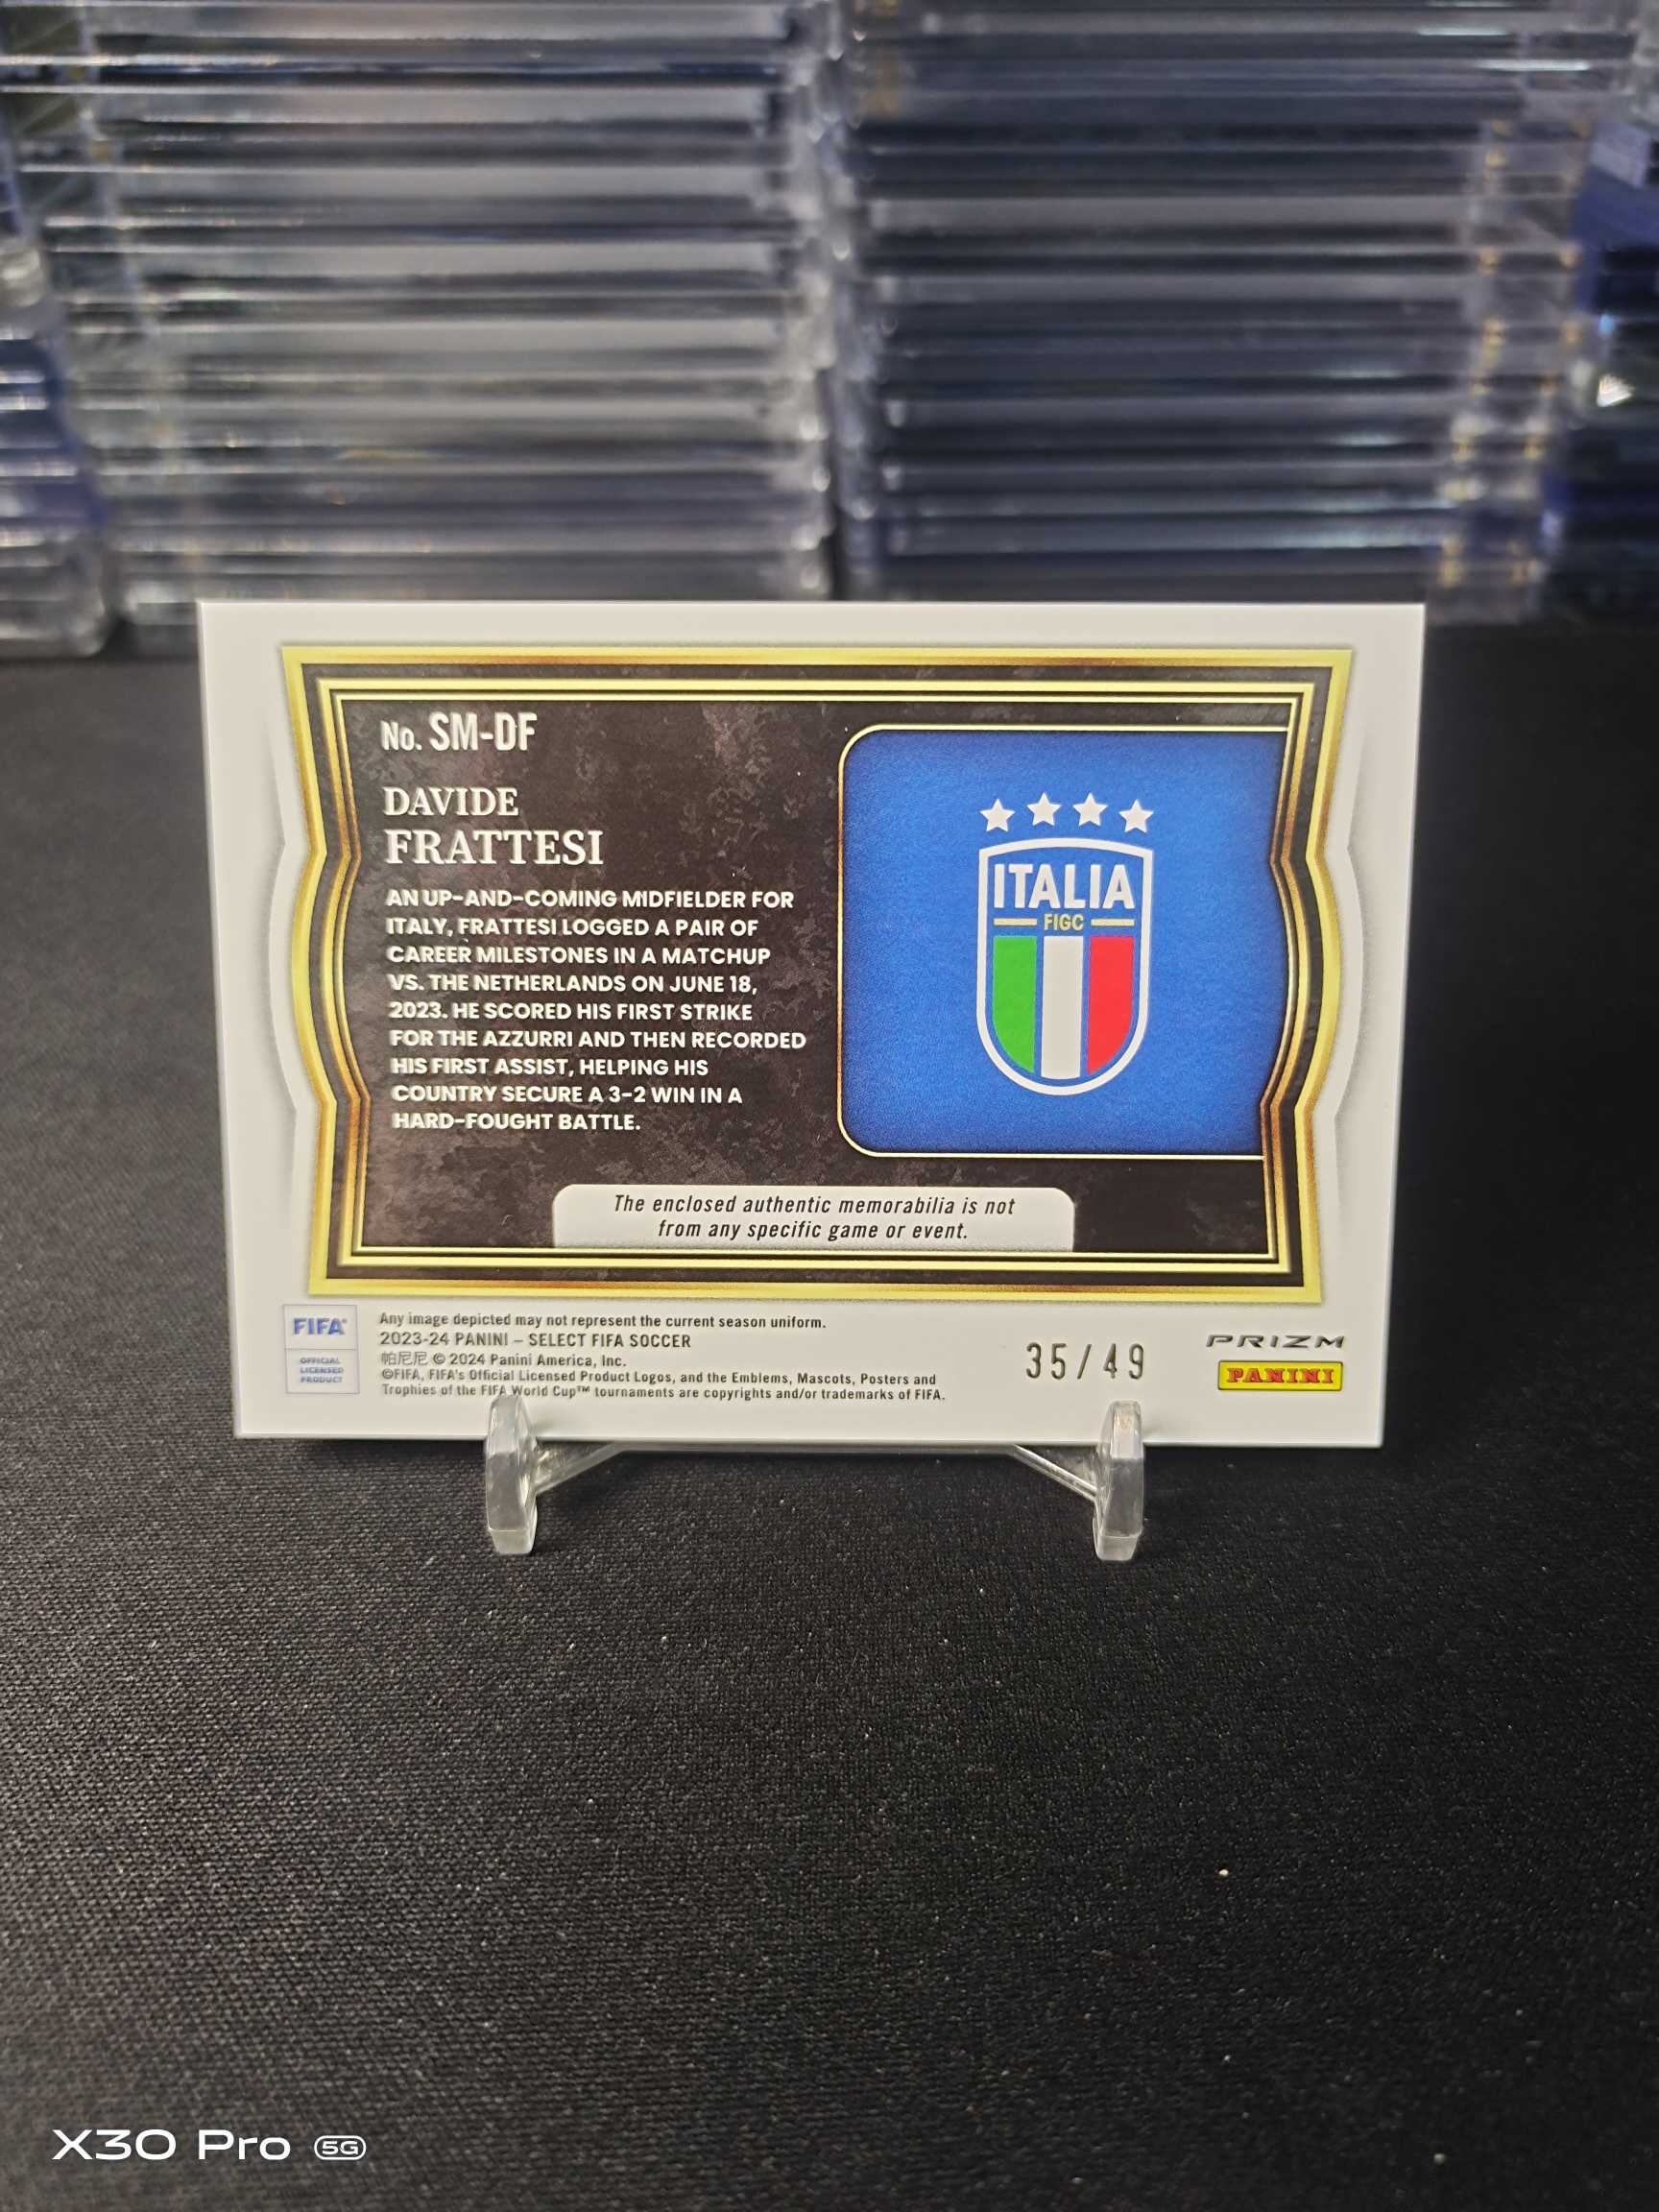 No. SM-DF
DAVIDE
FRATTESI
AN UP-AND-COMING MIDFIELDER FOR
ITALY, FRATTESI LOGGED A PAIR OF
CAREER MILESTONES IN A MATCHUP
VS. THE NETHERLANDS ON JUNE 18,
2023. HE SCORED HIS FIRST STRIKE
FOR THE AZZURRI AND THEN RECORDED
HIS FIRST ASSIST, HELPING HIS
COUNTRY SECURE A 3-2 WIN IN A
HARD-FOUGHT BATTLE.
ITALIA
FIGC
The enclosed authentic memorabilia is not
from any specific game or event.
FIFA®
OFFICIAL
LICENSED
PRODUCT
Any image depicted may not represent the current season uniform.
2023-24 PANINI – SELECT FIFA SOCCER
帕尼尼 © 2024 Panini America, Inc.
©FIFA, FIFA's Official Licensed Product Logos, and the Emblems, Mascots, Posters and
Trophies of the FIFA World Cup™ tournaments are copyrights and/or trademarks of FIFA.
35/49
PRIZM
PANINI
X30 Pro 5G